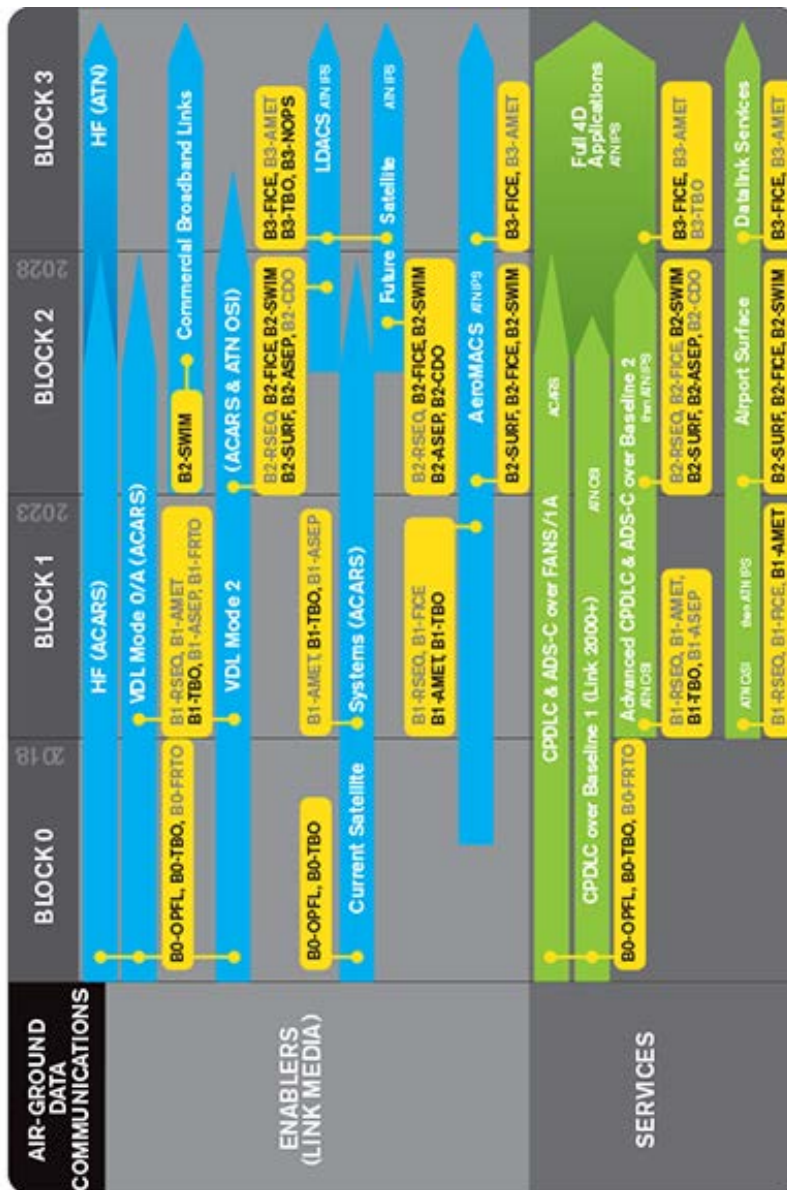 AIR-GROUND
DATA
COMMUNICATIONS
BLOCK 0
2018
BLOCK 1
2023
BLOCK 2
2028
BLOCK 3
ENABLERS
(LINK MEDIA)
HF (ACARS)
HF (ATN)
VDL Mode 0/A (ACARS)
B0-OPFL, B0-TBO, B0-FRTO
B1-RSEQ, B1-AMET
B1-TBO, B1-ASEP, B1-FRTO
B2-SWIM
Commercial Broadband Links
VDL Mode 2
(ACARS & ATN OSI)
B2-RSEQ, B2-FICE, B2-SWIM
B2-SURF, B2-ASEP, B2-CDO
B3-FICE, B3-AMET
B3-TBO, B3-NOPS
LDACS ATN IPS
B0-OPFL, B0-TBO
B1-AMET, B1-TBO, B1-ASEP
Current Satellite
Systems (ACARS)
Future
Satellite
ATN IPS
B1-RSEQ, B1-FICE
B1-AMET, B1-TBO
B2-RSEQ, B2-FICE, B2-SWIM
B2-ASEP, B2-CDO
AeroMACS ATN IPS
B2-SURF, B2-FICE, B2-SWIM
B3-FICE, B3-AMET
SERVICES
CPDLC & ADS-C over FANS/1A
ACARS
CPDLC over Baseline 1 (Link 2000+)
ATN OSI
Full 4D
Applications
ATN IPS
Advanced CPDLC & ADS-C over Baseline 2
ATN OSI
then ATN IPS
B0-OPFL, B0-TBO, B0-FRTO
B1-RSEQ, B1-AMET,
B1-TBO, B1-ASEP
B2-RSEQ, B2-FICE, B2-SWIM
B2-SURF, B2-ASEP, B2-CDO
B3-FICE, B3-AMET
B3-TBO
Airport Surface
Datalink Services
ATN OSI
then ATN IPS
B1-RSEQ, B1-FICE, B1-AMET
B2-SURF, B2-FICE, B2-SWIM
B3-FICE, B3-AMET